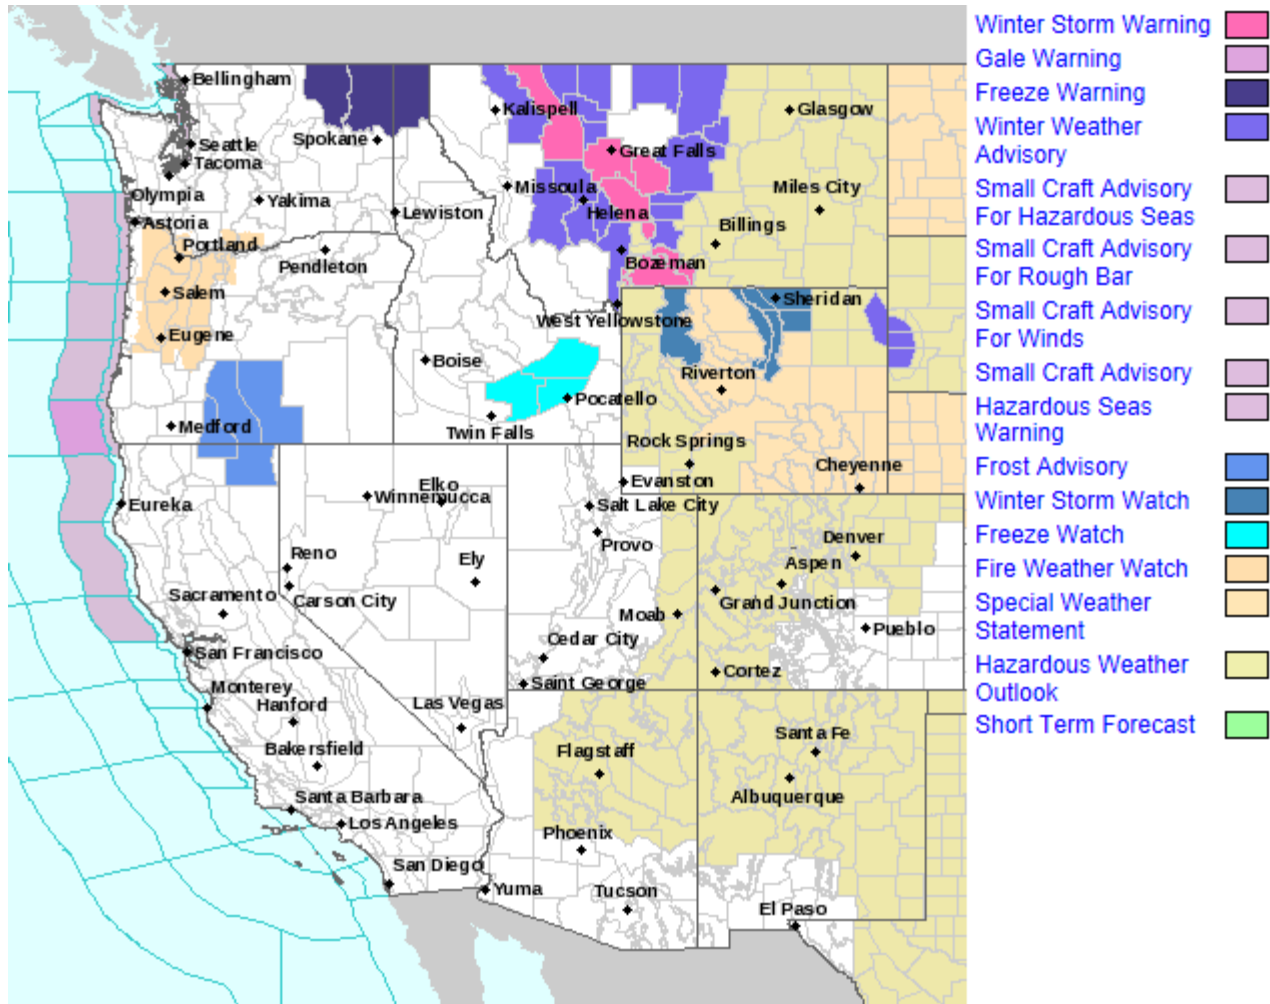 Bellingham
Kalispell
Glasgow
Spokane
Seattle
Great Falls
Tacoma
Olympia
Missoula
Miles City
Yakima
Astoria
Lewiston
Helena
Billings
Portland
Pendleton
Bozeman
Salem
Sheridan
West Yellowstone
Eugene
Boise
Riverton
Pocatello
Medford
Twin Falls
Rock Springs
Cheyenne
Evanston
Elko
Winnemucca
Eureka
Salt Lake City
Provo
Denver
Reno
Ely
Aspen
Sacramento
Carson City
Grand Junction
Moab
Pueblo
Cedar City
San Francisco
Cortez
Saint George
Monterey
Hanford
Las Vegas
Santa Fe
Bakersfield
Flagstaff
Albuquerque
Santa Barbara
Los Angeles
Phoenix
San Diego
Yuma
Tucson
El Paso
Winter Storm Warning
Gale Warning
Freeze Warning
Winter Weather
Advisory
Small Craft Advisory
For Hazardous Seas
Small Craft Advisory
For Rough Bar
Small Craft Advisory
For Winds
Small Craft Advisory
Hazardous Seas
Warning
Frost Advisory
Winter Storm Watch
Freeze Watch
Fire Weather Watch
Special Weather
Statement
Hazardous Weather
Outlook
Short Term Forecast